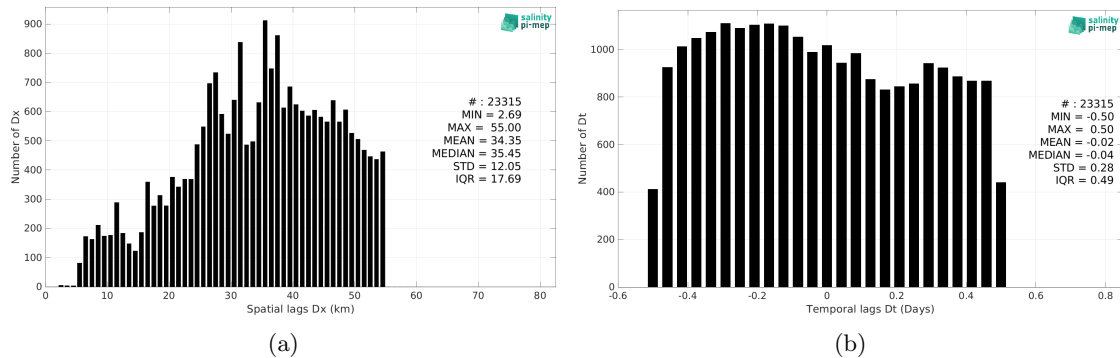 salinity
pi-mep
900
800
700
600
500
400
300
200
100
0
Number of Dx
# : 23315
MIN = 2.69
MAX = 55.00
MEAN = 34.35
MEDIAN = 35.45
STD = 12.05
IQR = 17.69
0 10 20 30 40 50 60 70 80
Spatial lags Dx (km)
(a)
salinity
pi-mep
1000
800
600
400
200
0
Number of Dt
# : 23315
MIN = -0.50
MAX = 0.50
MEAN = -0.02
MEDIAN = -0.04
STD = 0.28
IQR = 0.49
-0.6 -0.4 -0.2 0 0.2 0.4 0.6 0.8
Temporal lags Dt (Days)
(b)